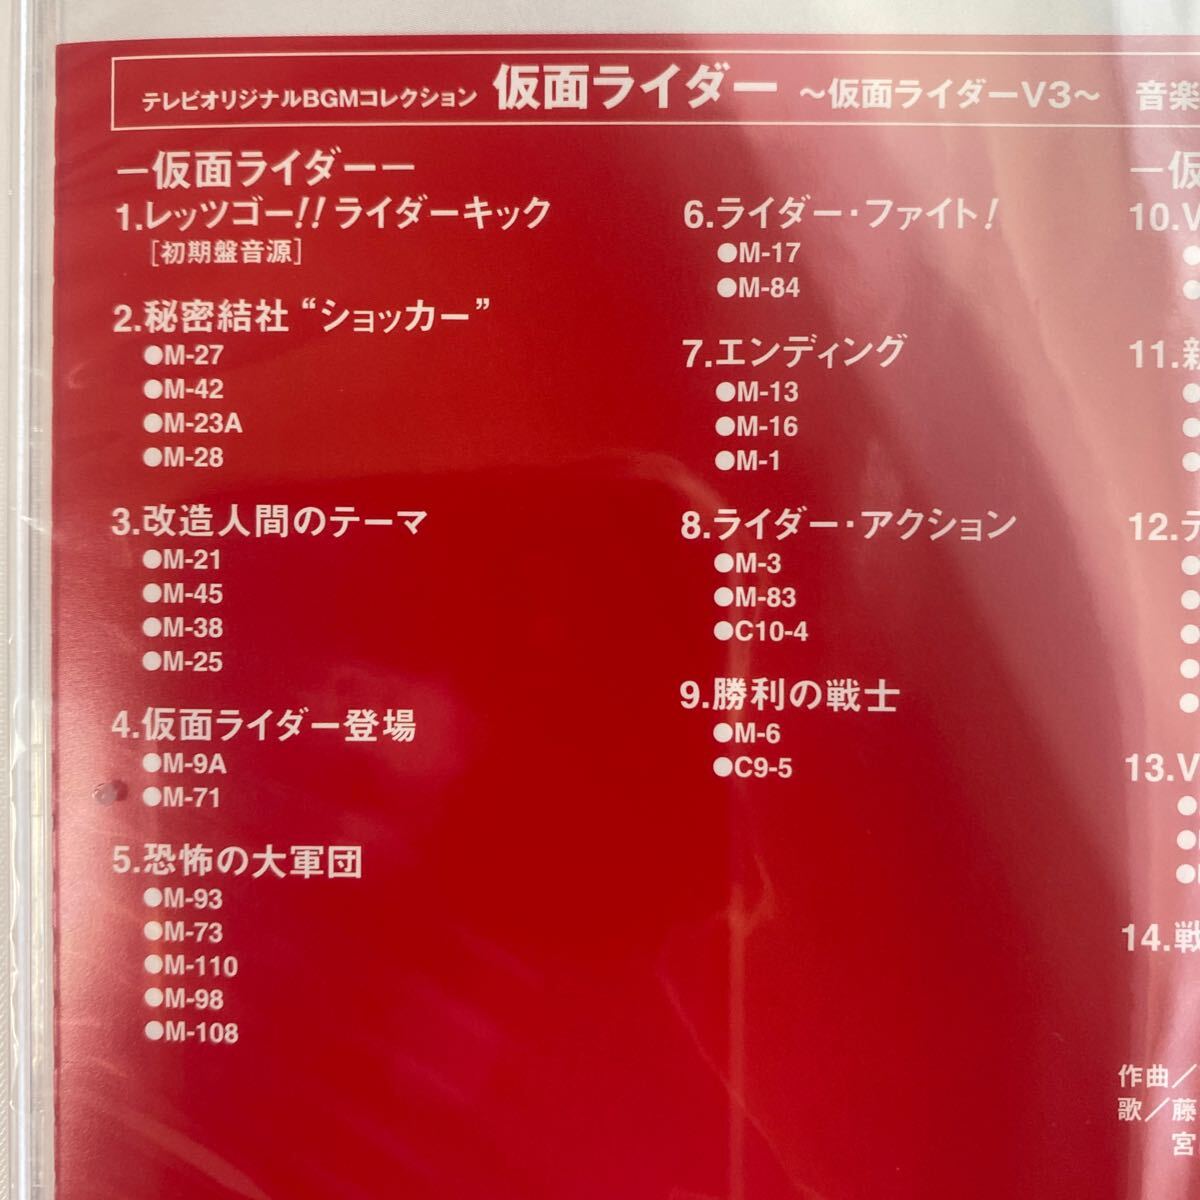 テレビオリジナルBGMコレクション 仮面ライダー ～仮面ライダーV3～ 音楽
―仮面ライダー―
1.レッツゴー!! ライダーキック
[初期盤音源]
2.秘密結社 “ショッカー”
●M-27
●M-42
●M-23A
●M-28
3.改造人間のテーマ
●M-21
●M-45
●M-38
●M-25
4.仮面ライダー登場
●M-9A
●M-71
5.恐怖の大軍団
●M-93
●M-73
●M-110
●M-98
●M-108
6.ライダー・ファイト!
●M-17
●M-84
7.エンディング
●M-13
●M-16
●M-1
8.ライダー・アクション
●M-3
●M-83
●C10-4
9.勝利の戦士
●M-6
●C9-5
―仮
10.V
11.新
12.デ
13.V
14.戦
作曲／
歌／藤
宮